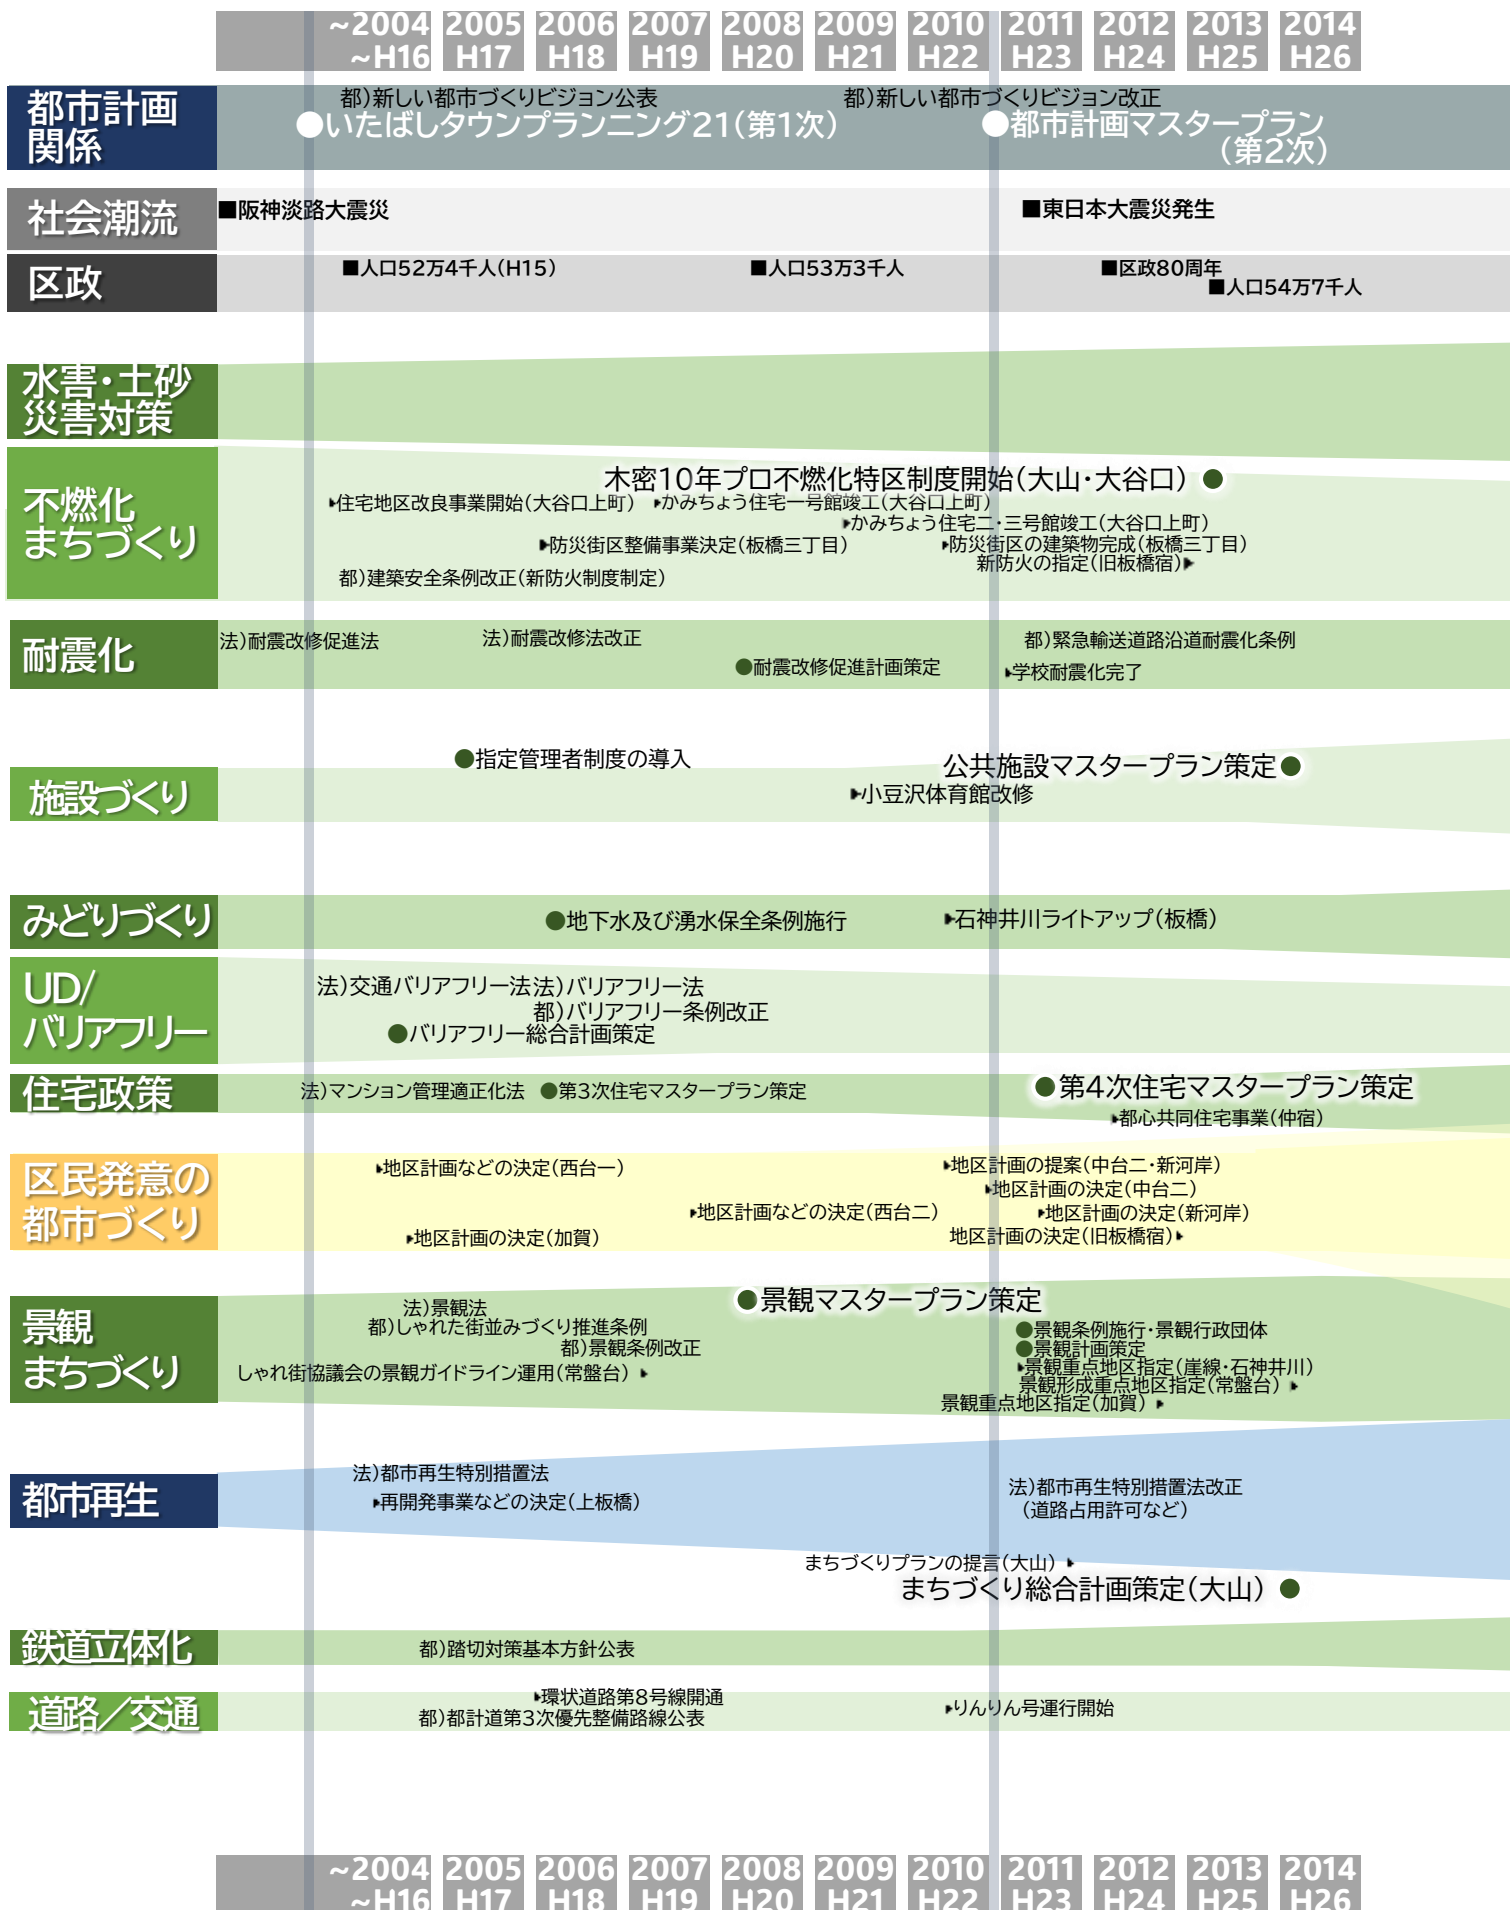 ~2004 2005 2006 2007 2008 2009 2010 2011 2012 2013 2014
~H16 H17 H18 H19 H20 H21 H22 H23 H24 H25 H26
都市計画
関係
都)新しい都市づくりビジョン公表
都)新しい都市づくりビジョン改正
●いたばしタウンプランニング21(第1次)
●都市計画マスタープラン
(第2次)
社会潮流
■阪神淡路大震災
■東日本大震災発生
区政
■人口52万4千人(H15)
■人口53万3千人
■区政80周年
■人口54万7千人
水害・土砂
災害対策
不燃化
まちづくり
木密10年プロ不燃化特区制度開始(大山・大谷口)●
住宅地区改良事業開始(大谷口上町)
かみちょう住宅一号館竣工(大谷口上町)
かみちょう住宅二・三号館竣工(大谷口上町)
防災街区整備事業決定(板橋三丁目)
防災街区の建築物完成(板橋三丁目)
新防火の指定(旧板橋宿)
都)建築安全条例改正(新防火制度制定)
耐震化
法)耐震改修促進法
法)耐震改修法改正
都)緊急輸送道路沿道耐震化条例
●耐震改修促進計画策定
学校耐震化完了
施設づくり
●指定管理者制度の導入
公共施設マスタープラン策定●
小豆沢体育館改修
みどりづくり
●地下水及び湧水保全条例施行
石神井川ライトアップ(板橋)
UD/
バリアフリー
法)交通バリアフリー法
法)バリアフリー法
都)バリアフリー条例改正
●バリアフリー総合計画策定
住宅政策
法)マンション管理適正化法
●第3次住宅マスタープラン策定
●第4次住宅マスタープラン策定
都心共同住宅事業(仲宿)
区民発意の
都市づくり
地区計画などの決定(西台一)
地区計画の提案(中台二・新河岸)
地区計画の決定(中台二)
地区計画などの決定(西台二)
地区計画の決定(新河岸)
地区計画の決定(加賀)
地区計画の決定(旧板橋宿)
景観
まちづくり
●景観マスタープラン策定
法)景観法
都)しゃれた街並みづくり推進条例
都)景観条例改正
しゃれ街協議会の景観ガイドライン運用(常盤台)
●景観条例施行・景観行政団体
●景観計画策定
景観重点地区指定(崖線・石神井川)
景観形成重点地区指定(常盤台)
景観重点地区指定(加賀)
都市再生
法)都市再生特別措置法
再開発事業などの決定(上板橋)
法)都市再生特別措置法改正
(道路占用許可など)
まちづくりプランの提言(大山)
まちづくり総合計画策定(大山)●
鉄道立体化
都)踏切対策基本方針公表
道路／交通
環状道路第8号線開通
都)都計道第3次優先整備路線公表
りんりん号運行開始
~2004 2005 2006 2007 2008 2009 2010 2011 2012 2013 2014
~H16 H17 H18 H19 H20 H21 H22 H23 H24 H25 H26